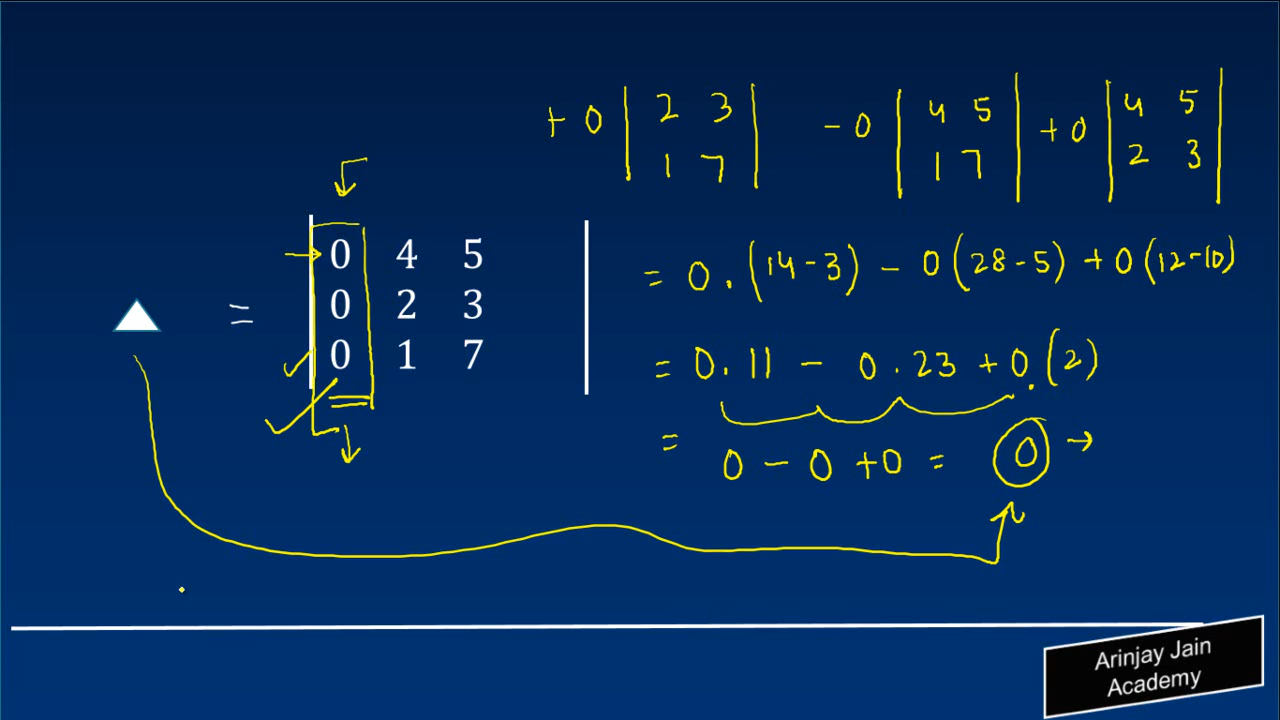 +0 | 2 3 | -0 | 4 5 | +0 | 4 5 |
| 1 7 | | 1 7 | | 2 3 |
▲ = | 0 4 5 |
| 0 2 3 |
| 0 1 7 |
= 0.(14-3) - 0(28-5) + 0(12-10)
= 0.11 - 0.23 + 0.(2)
= 0 - 0 + 0 = 0 →
Arinjay Jain
Academy